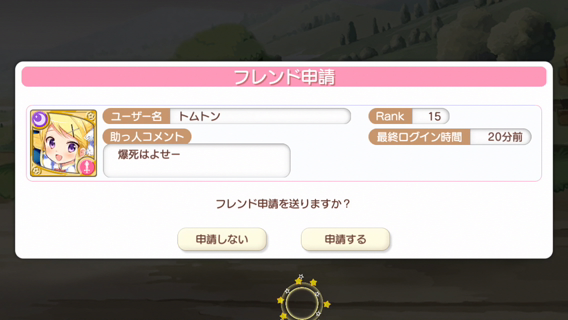 フレンド申請
ユーザー名 トムトン Rank 15
助っ人コメント 最終ログイン時間 20分前
爆死はよせー
フレンド申請を送りますか？
申請しない 申請する